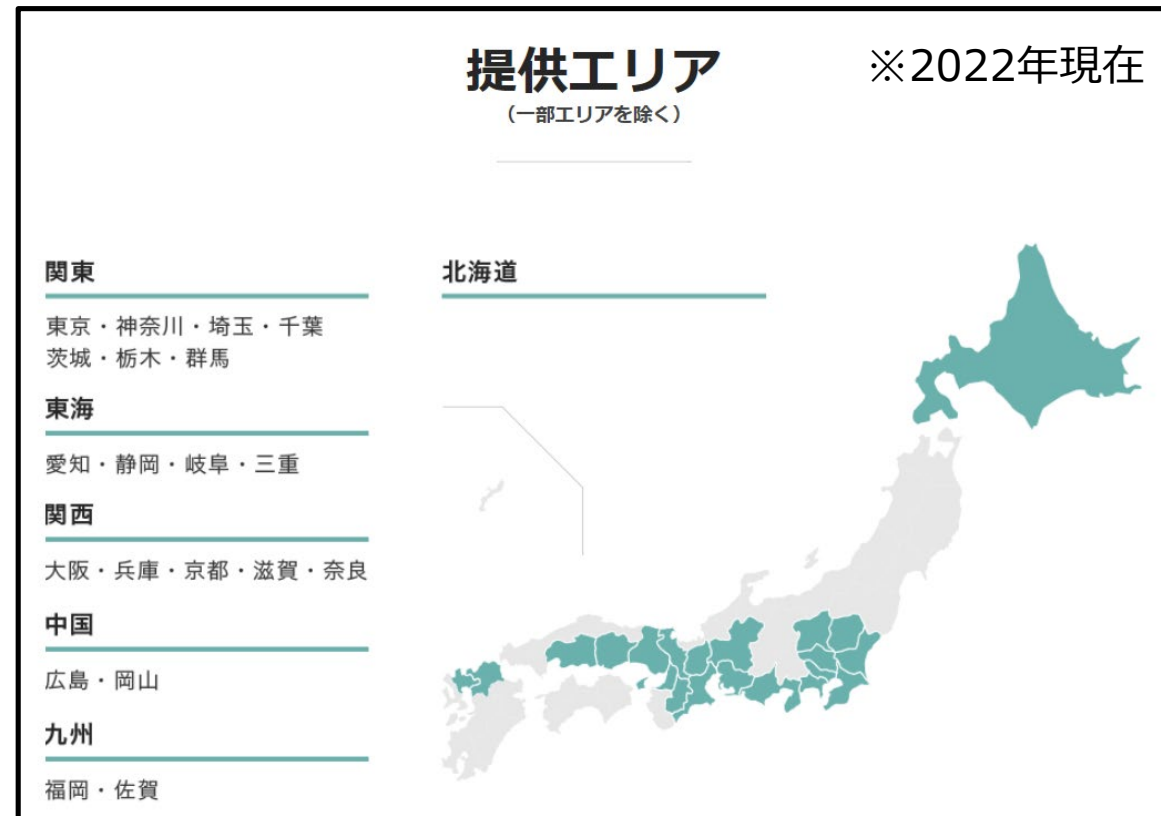 提供エリア
※2022年現在
（一部エリアを除く）
関東
東京・神奈川・埼玉・千葉
茨城・栃木・群馬
東海
愛知・静岡・岐阜・三重
関西
大阪・兵庫・京都・滋賀・奈良
中国
広島・岡山
九州
福岡・佐賀
北海道